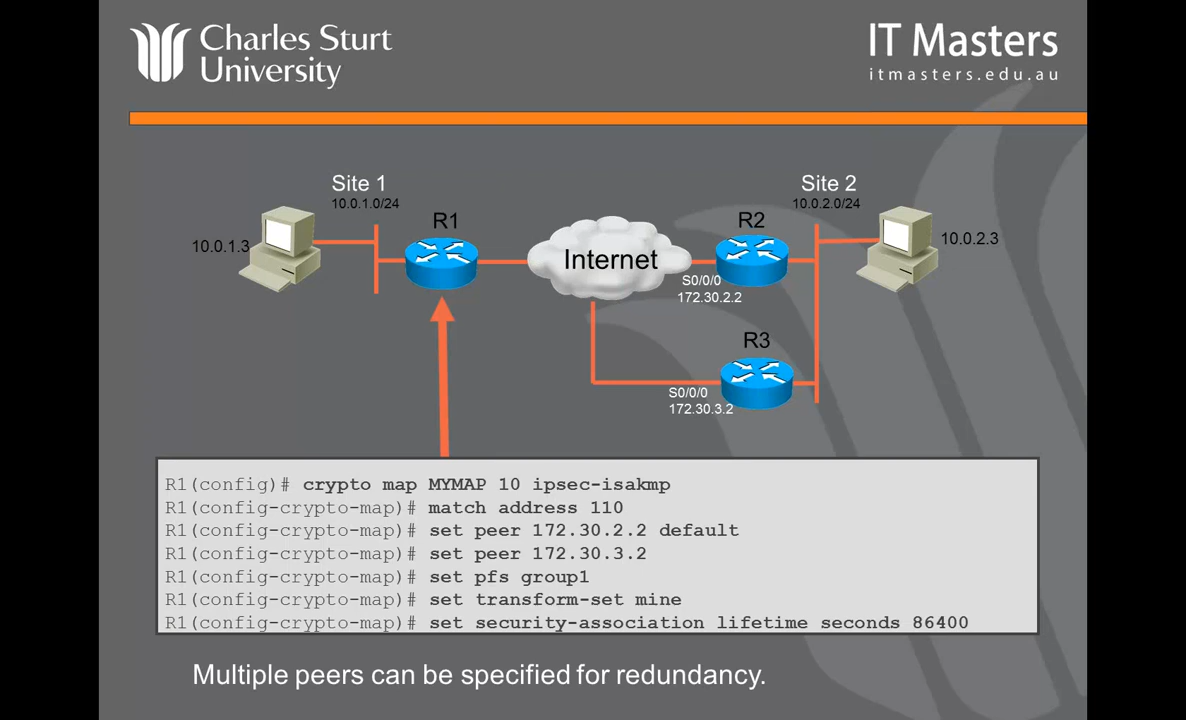 Charles Sturt
University
IT Masters
itmasters.edu.au
Site 1
10.0.1.0/24
Site 2
10.0.2.0/24
R1
R2
10.0.1.3
Internet
10.0.2.3
S0/0/0
172.30.2.2
R3
S0/0/0
172.30.3.2
R1(config)# crypto map MYMAP 10 ipsec-isakmp
R1(config-crypto-map)# match address 110
R1(config-crypto-map)# set peer 172.30.2.2 default
R1(config-crypto-map)# set peer 172.30.3.2
R1(config-crypto-map)# set pfs group1
R1(config-crypto-map)# set transform-set mine
R1(config-crypto-map)# set security-association lifetime seconds 86400
Multiple peers can be specified for redundancy.